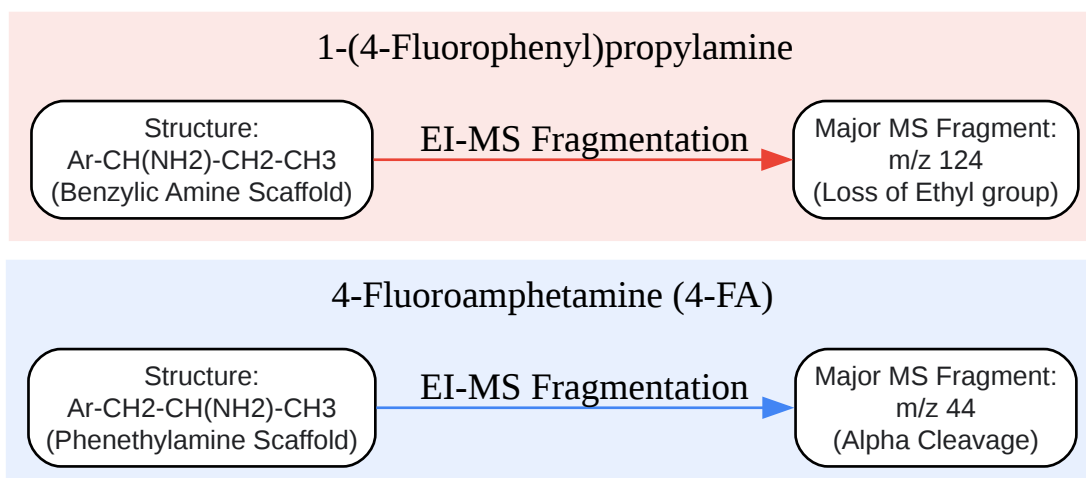 1-(4-Fluorophenyl)propylamine
Structure:
Ar-CH(NH2)-CH2-CH3
(Benzylic Amine Scaffold)
EI-MS Fragmentation
Major MS Fragment:
m/z 124
(Loss of Ethyl group)
4-Fluoroamphetamine (4-FA)
Structure:
Ar-CH2-CH(NH2)-CH3
(Phenethylamine Scaffold)
EI-MS Fragmentation
Major MS Fragment:
m/z 44
(Alpha Cleavage)